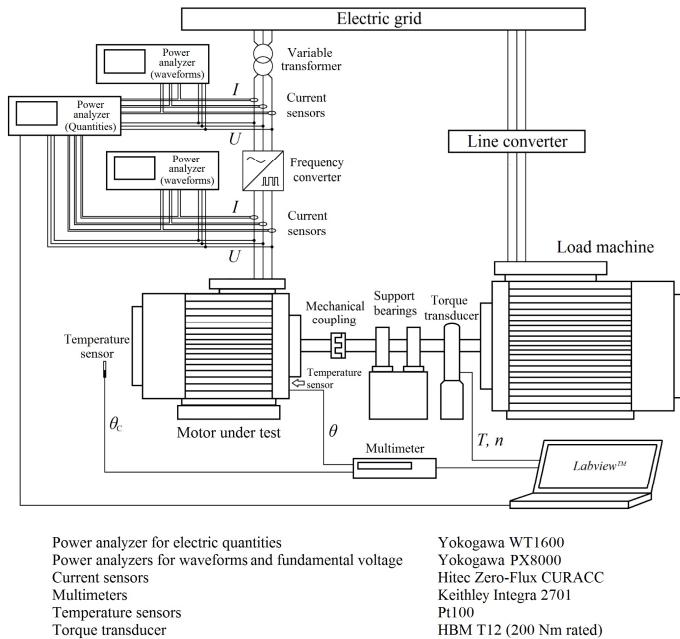 Electric grid
Power
analyzer
(waveforms)
Variable
transformer
I
Current
sensors
Power
analyzer
(Quantities)
U
Line converter
Power
analyzer
(waveforms)
Frequency
converter
I
Current
sensors
U
Load machine
Mechanical
coupling
Support
bearings
Torque
transducer
Temperature
sensor
Temperature
sensor
θC
Motor under test
θ
Multimeter
T, n
Labview™
Power analyzer for electric quantities Yokogawa WT1600
Power analyzers for waveforms and fundamental voltage Yokogawa PX8000
Current sensors Hitec Zero-Flux CURACC
Multimeters Keithley Integra 2701
Temperature sensors Pt100
Torque transducer HBM T12 (200 Nm rated)